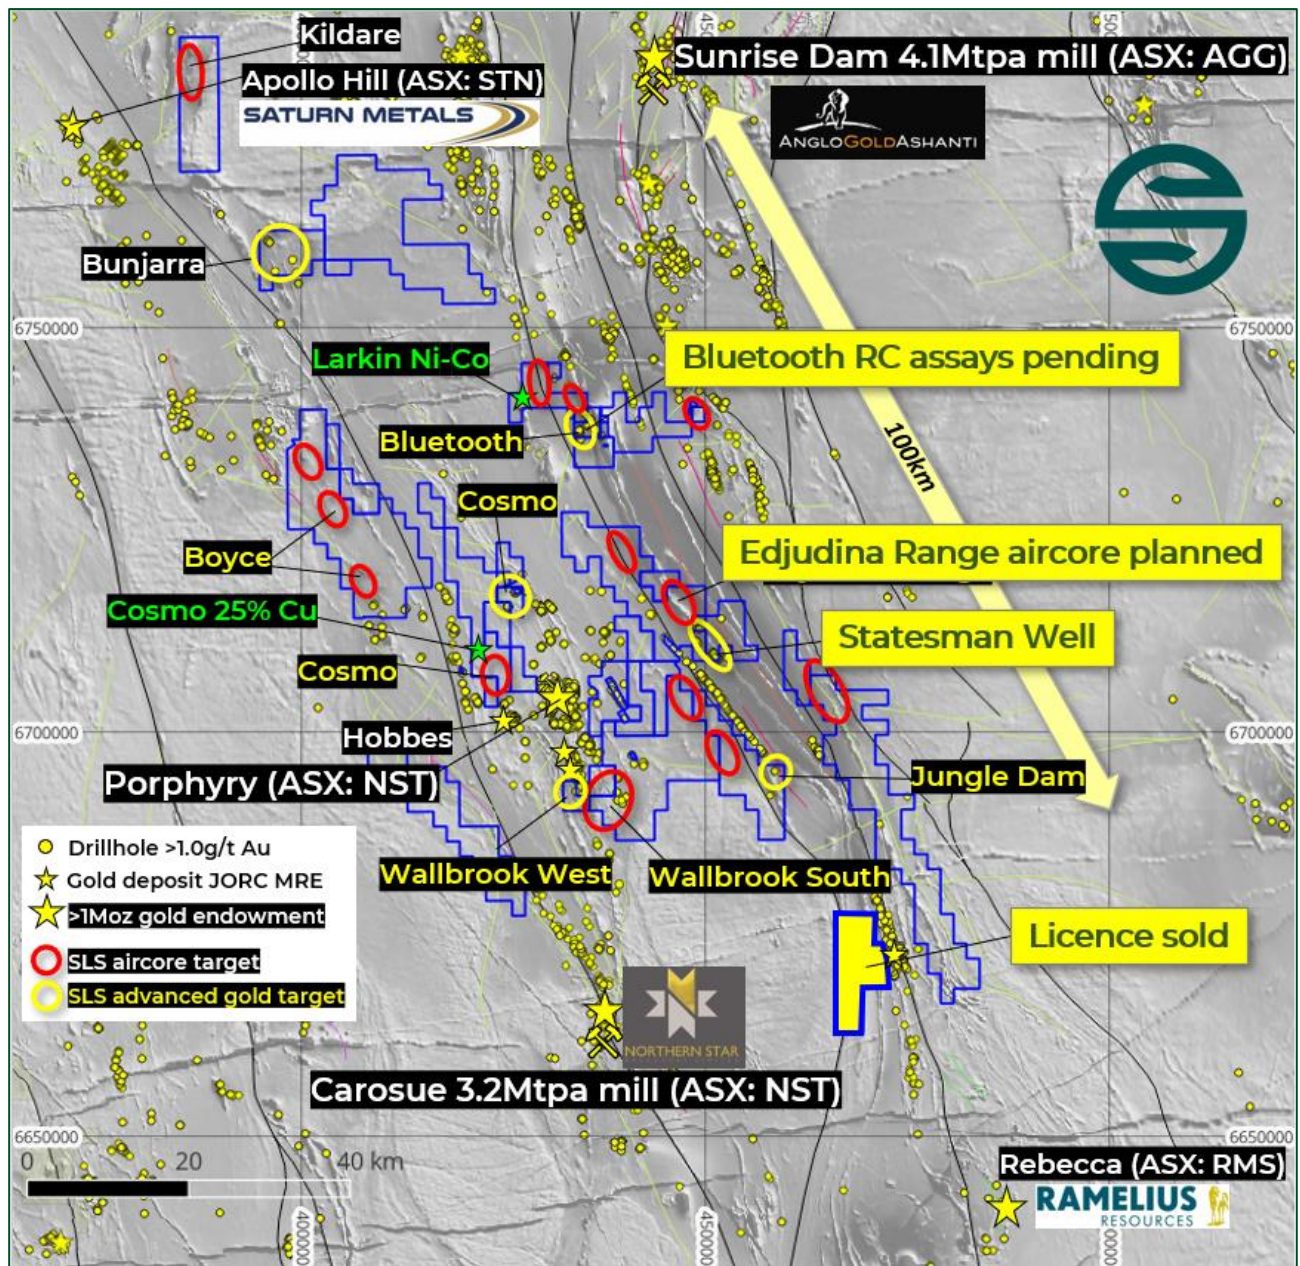 Kildare
Apollo Hill (ASX: STN)
SATURN METALS
Sunrise Dam 4.1Mtpa mill (ASX: AGG)
ANGLOGOLDASHANTI
Bunjarra
6750000
6750000
Larkin Ni-Co
Bluetooth RC assays pending
Bluetooth
100km
Cosmo
Boyce
Edjudina Range aircore planned
Cosmo 25% Cu
Statesman Well
Cosmo
Hobbes
6700000
6700000
Porphyry (ASX: NST)
Jungle Dam
Wallbrook West
Wallbrook South
Drillhole >1.0g/t Au
Gold deposit JORC MRE
>1Moz gold endowment
SLS aircore target
SLS advanced gold target
Licence sold
NORTHERN STAR
Carosue 3.2Mtpa mill (ASX: NST)
6650000
6650000
0 20 40 km
Rebecca (ASX: RMS)
RAMELIUS
RESOURCES
400000
450000